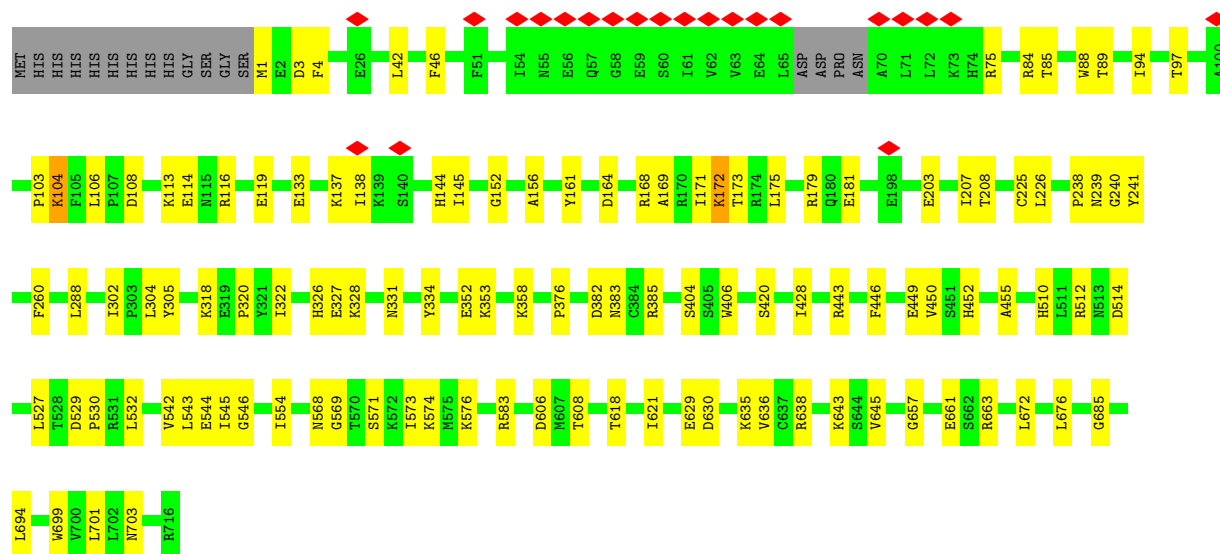 MET HIS HIS HIS HIS HIS HIS HIS HIS GLY SER GLY SER M1 E2 D3 F4 E26 L42 F46 F51 I54 N55 E56 Q57 G58 E59 S60 I61 V62 V63 E64 L65 ASP ASP PRO ASN A70 L71 L72 K73 H74 R75 R84 T85 W88 T89 I94 T97 A100
P103 K104 F105 L106 P107 D108 K113 E114 N115 R116 E119 E133 K137 I138 K139 S140 H144 I145 G152 A156 Y161 D164 R168 A169 R170 I171 K172 T173 R174 L175 R179 Q180 E181 E198 E203 I207 T208 C225 L226 P238 N239 G240 Y241
F260 L288 I302 P303 L304 Y305 K318 E319 P320 Y321 I322 H326 E327 K328 N331 Y334 E352 K353 K358 P376 D382 N383 C384 R385 S404 S405 W406 S420 I428 R443 F446 E449 V450 S451 H452 A455 H510 L511 R512 N513 D514
L527 T528 D529 P530 R531 L532 V542 L543 E544 I545 G546 I554 N568 G569 T570 S571 K572 I573 K574 M575 K576 R583 D606 M607 T608 T618 I621 E629 D630 K635 V636 C637 R638 K643 S644 V645 G657 E661 S662 R663 L672 L676 G685
L694 W699 V700 L701 L702 N703 R716